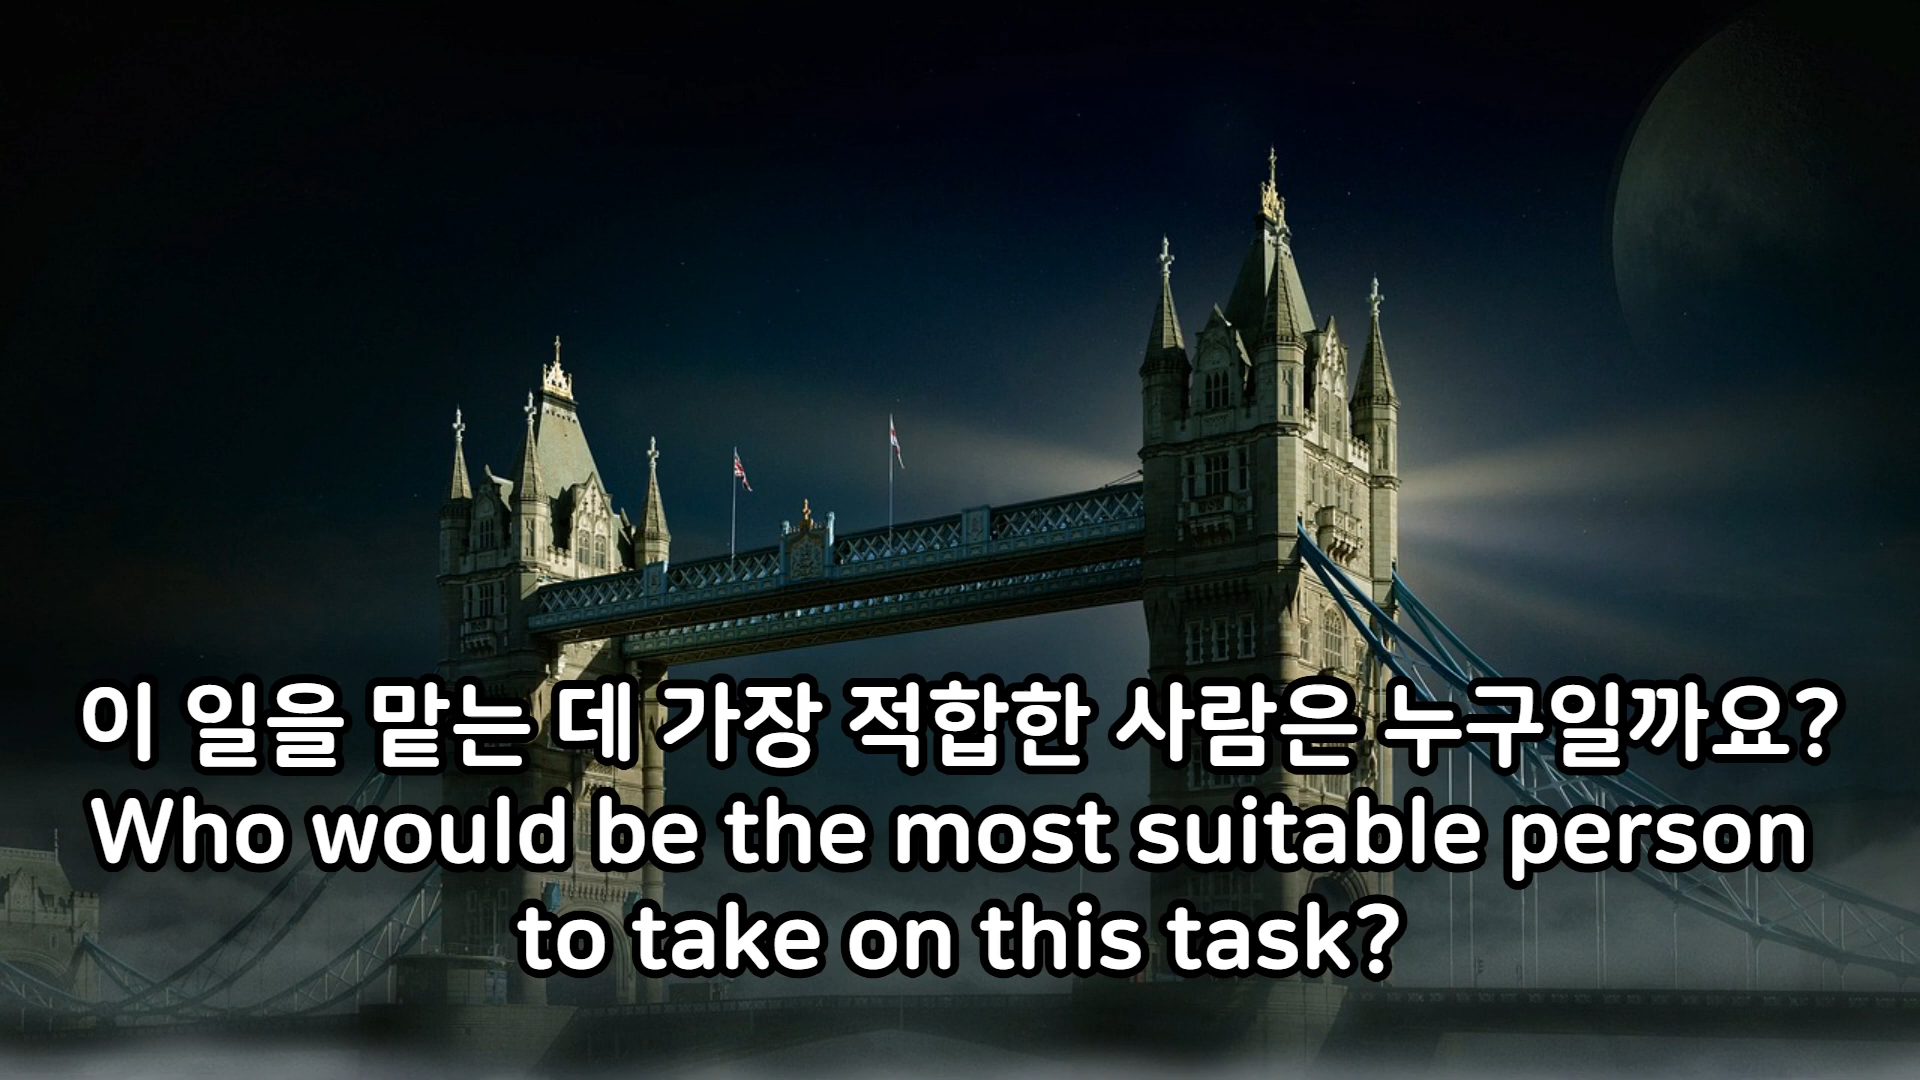 이 일을 맡는 데 가장 적합한 사람은 누구일까요?
Who would be the most suitable person
to take on this task?